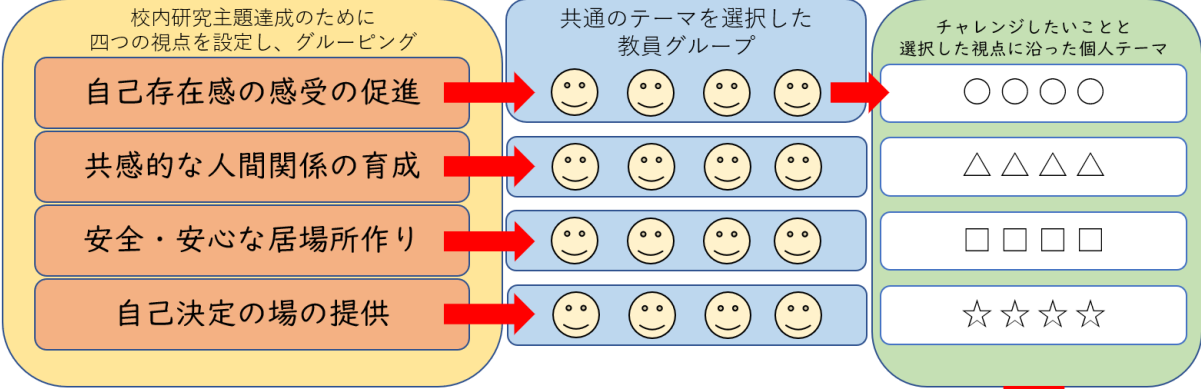 校内研究主題達成のために
四つの視点を設定し、グルーピング
自己存在感の感受の促進
共感的な人間関係の育成
安全・安心な居場所作り
自己決定の場の提供
共通のテーマを選択した
教員グループ
チャレンジしたいことと
選択した視点に沿った個人テーマ
〇〇〇〇
△△△△
□□□□
☆☆☆☆